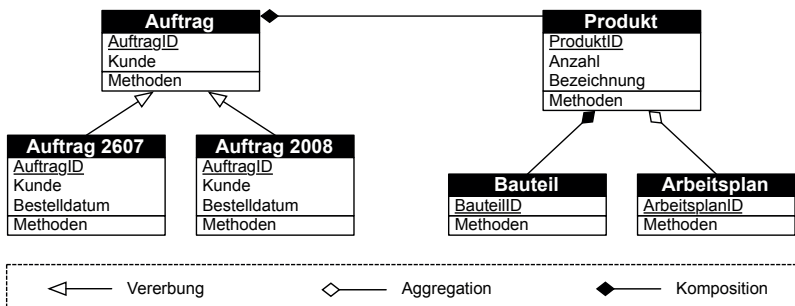 Auftrag
AuftragID
Kunde
Methoden
Produkt
ProduktID
Anzahl
Bezeichnung
Methoden
Auftrag 2607
AuftragID
Kunde
Bestelldatum
Methoden
Auftrag 2008
AuftragID
Kunde
Bestelldatum
Methoden
Bauteil
BauteilID
Methoden
Arbeitsplan
ArbeitsplanID
Methoden
Vererbung
Aggregation
Komposition